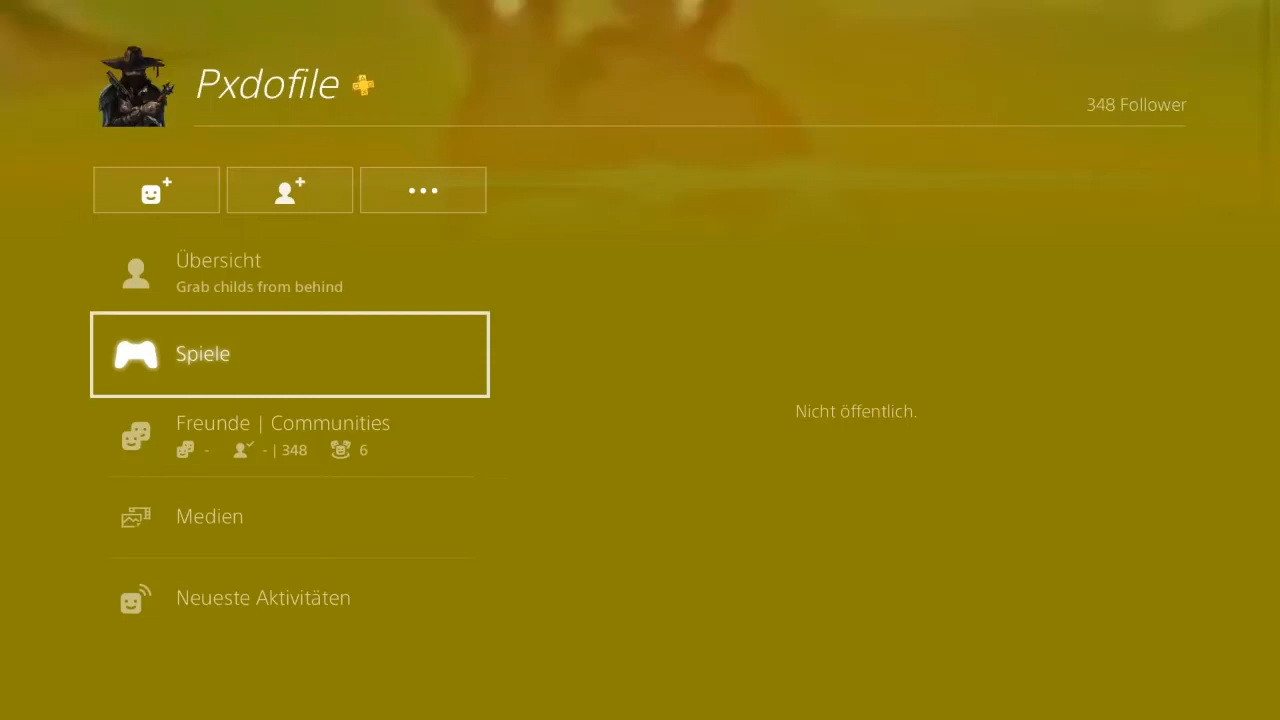 Pxdofile
348 Follower
Übersicht
Grab childs from behind
Spiele
Nicht öffentlich.
Freunde | Communities
- - | 348 6
Medien
Neueste Aktivitäten